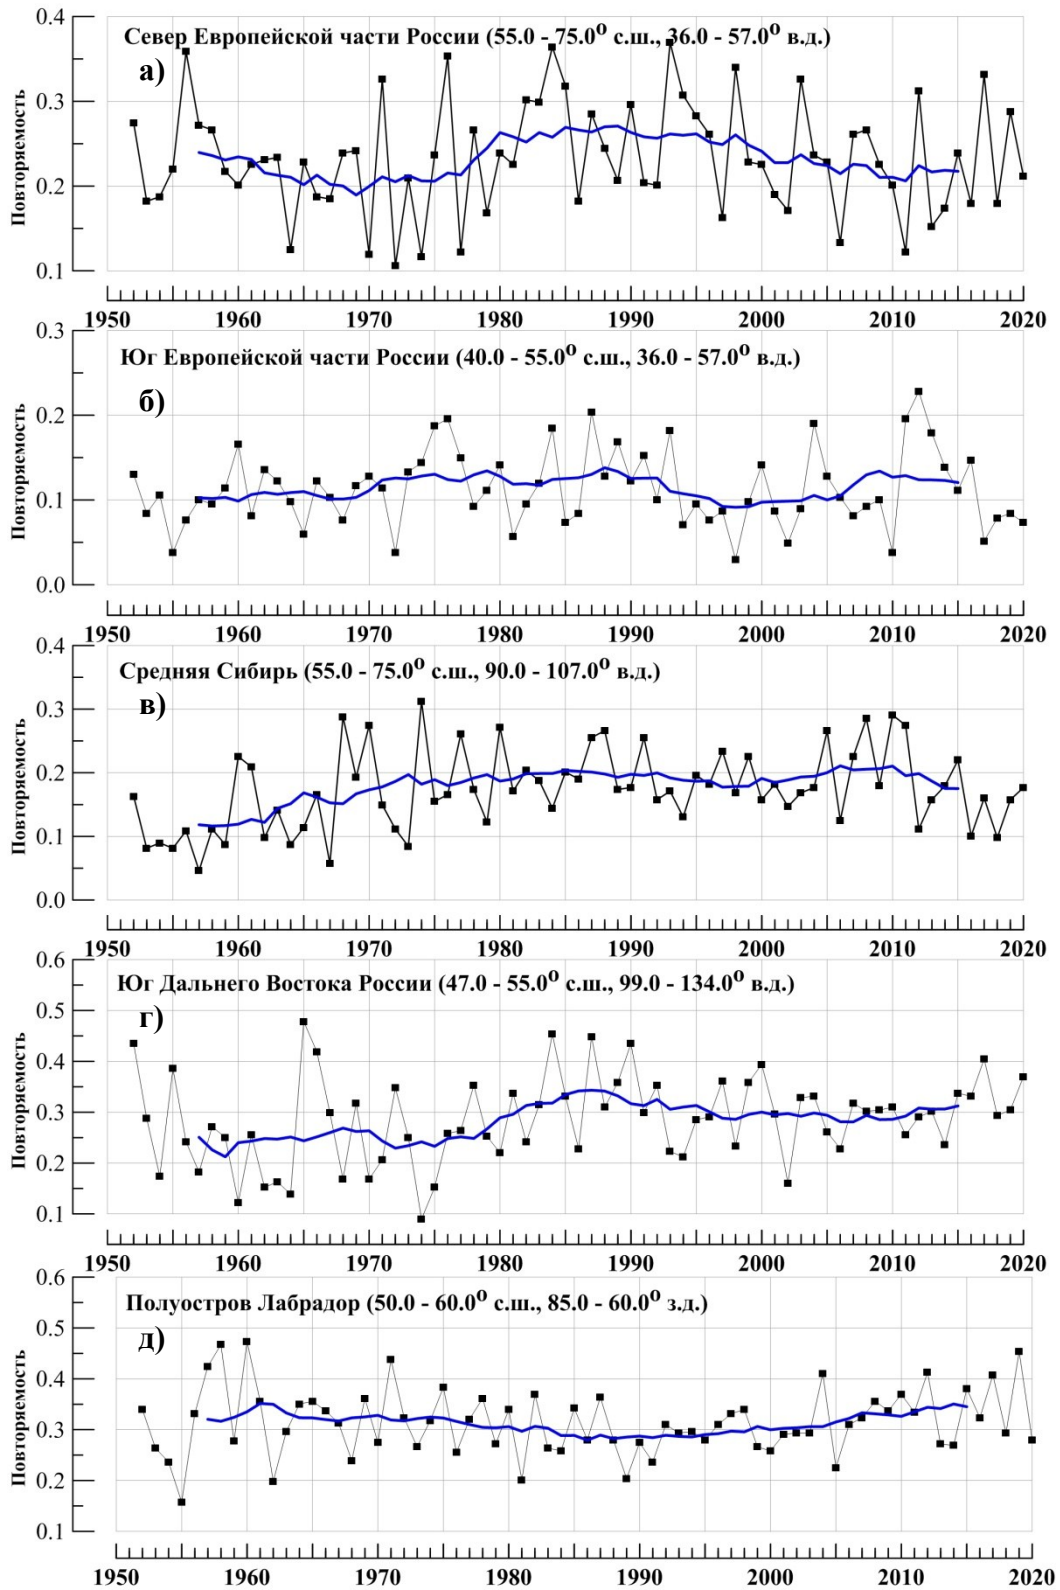 0.4
Север Европейской части России (55.0 - 75.0⁰ с.ш., 36.0 - 57.0⁰ в.д.)
а)
0.3
Повторяемость
0.2
0.1
1950 1960 1970 1980 1990 2000 2010 2020
0.3
Юг Европейской части России (40.0 - 55.0⁰ с.ш., 36.0 - 57.0⁰ в.д.)
б)
0.2
Повторяемость
0.1
0.0
1950 1960 1970 1980 1990 2000 2010 2020
0.4
Средняя Сибирь (55.0 - 75.0⁰ с.ш., 90.0 - 107.0⁰ в.д.)
в)
0.3
Повторяемость
0.2
0.1
0.0
1950 1960 1970 1980 1990 2000 2010 2020
0.6
Юг Дальнего Востока России (47.0 - 55.0⁰ с.ш., 99.0 - 134.0⁰ в.д.)
г)
0.5
0.4
Повторяемость
0.3
0.2
0.1
1950 1960 1970 1980 1990 2000 2010 2020
0.6
Полуостров Лабрадор (50.0 - 60.0⁰ с.ш., 85.0 - 60.0⁰ з.д.)
д)
0.5
0.4
Повторяемость
0.3
0.2
0.1
1950 1960 1970 1980 1990 2000 2010 2020